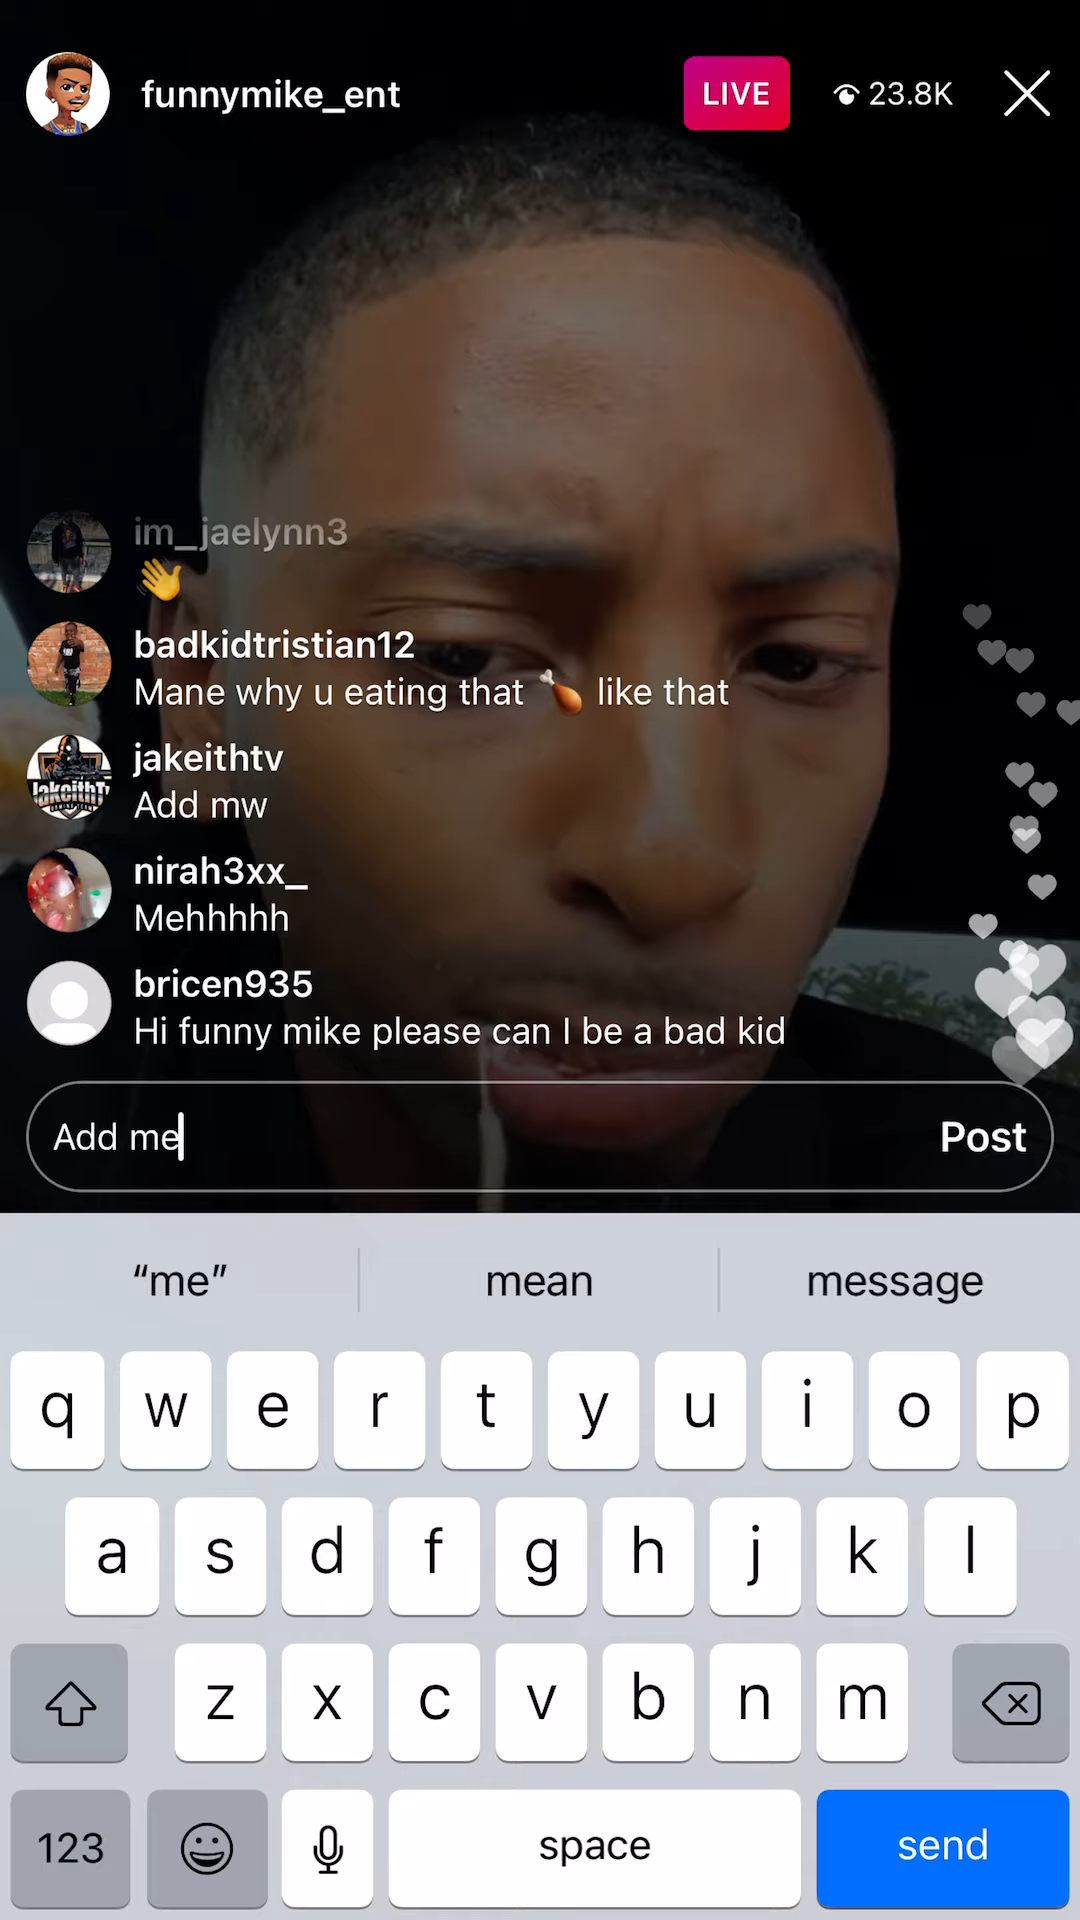 funnymike_ent
LIVE
23.8K
im_jaelynn3
👋
badkidtristian12
Mane why u eating that 🍗 like that
jakeithtv
Add mw
JakeithTv
nirah3xx_
Mehhhhh
bricen935
Hi funny mike please can I be a bad kid
Add me
Post
“me”
mean
message
q w e r t y u i o p
a s d f g h j k l
z x c v b n m
123
space
send